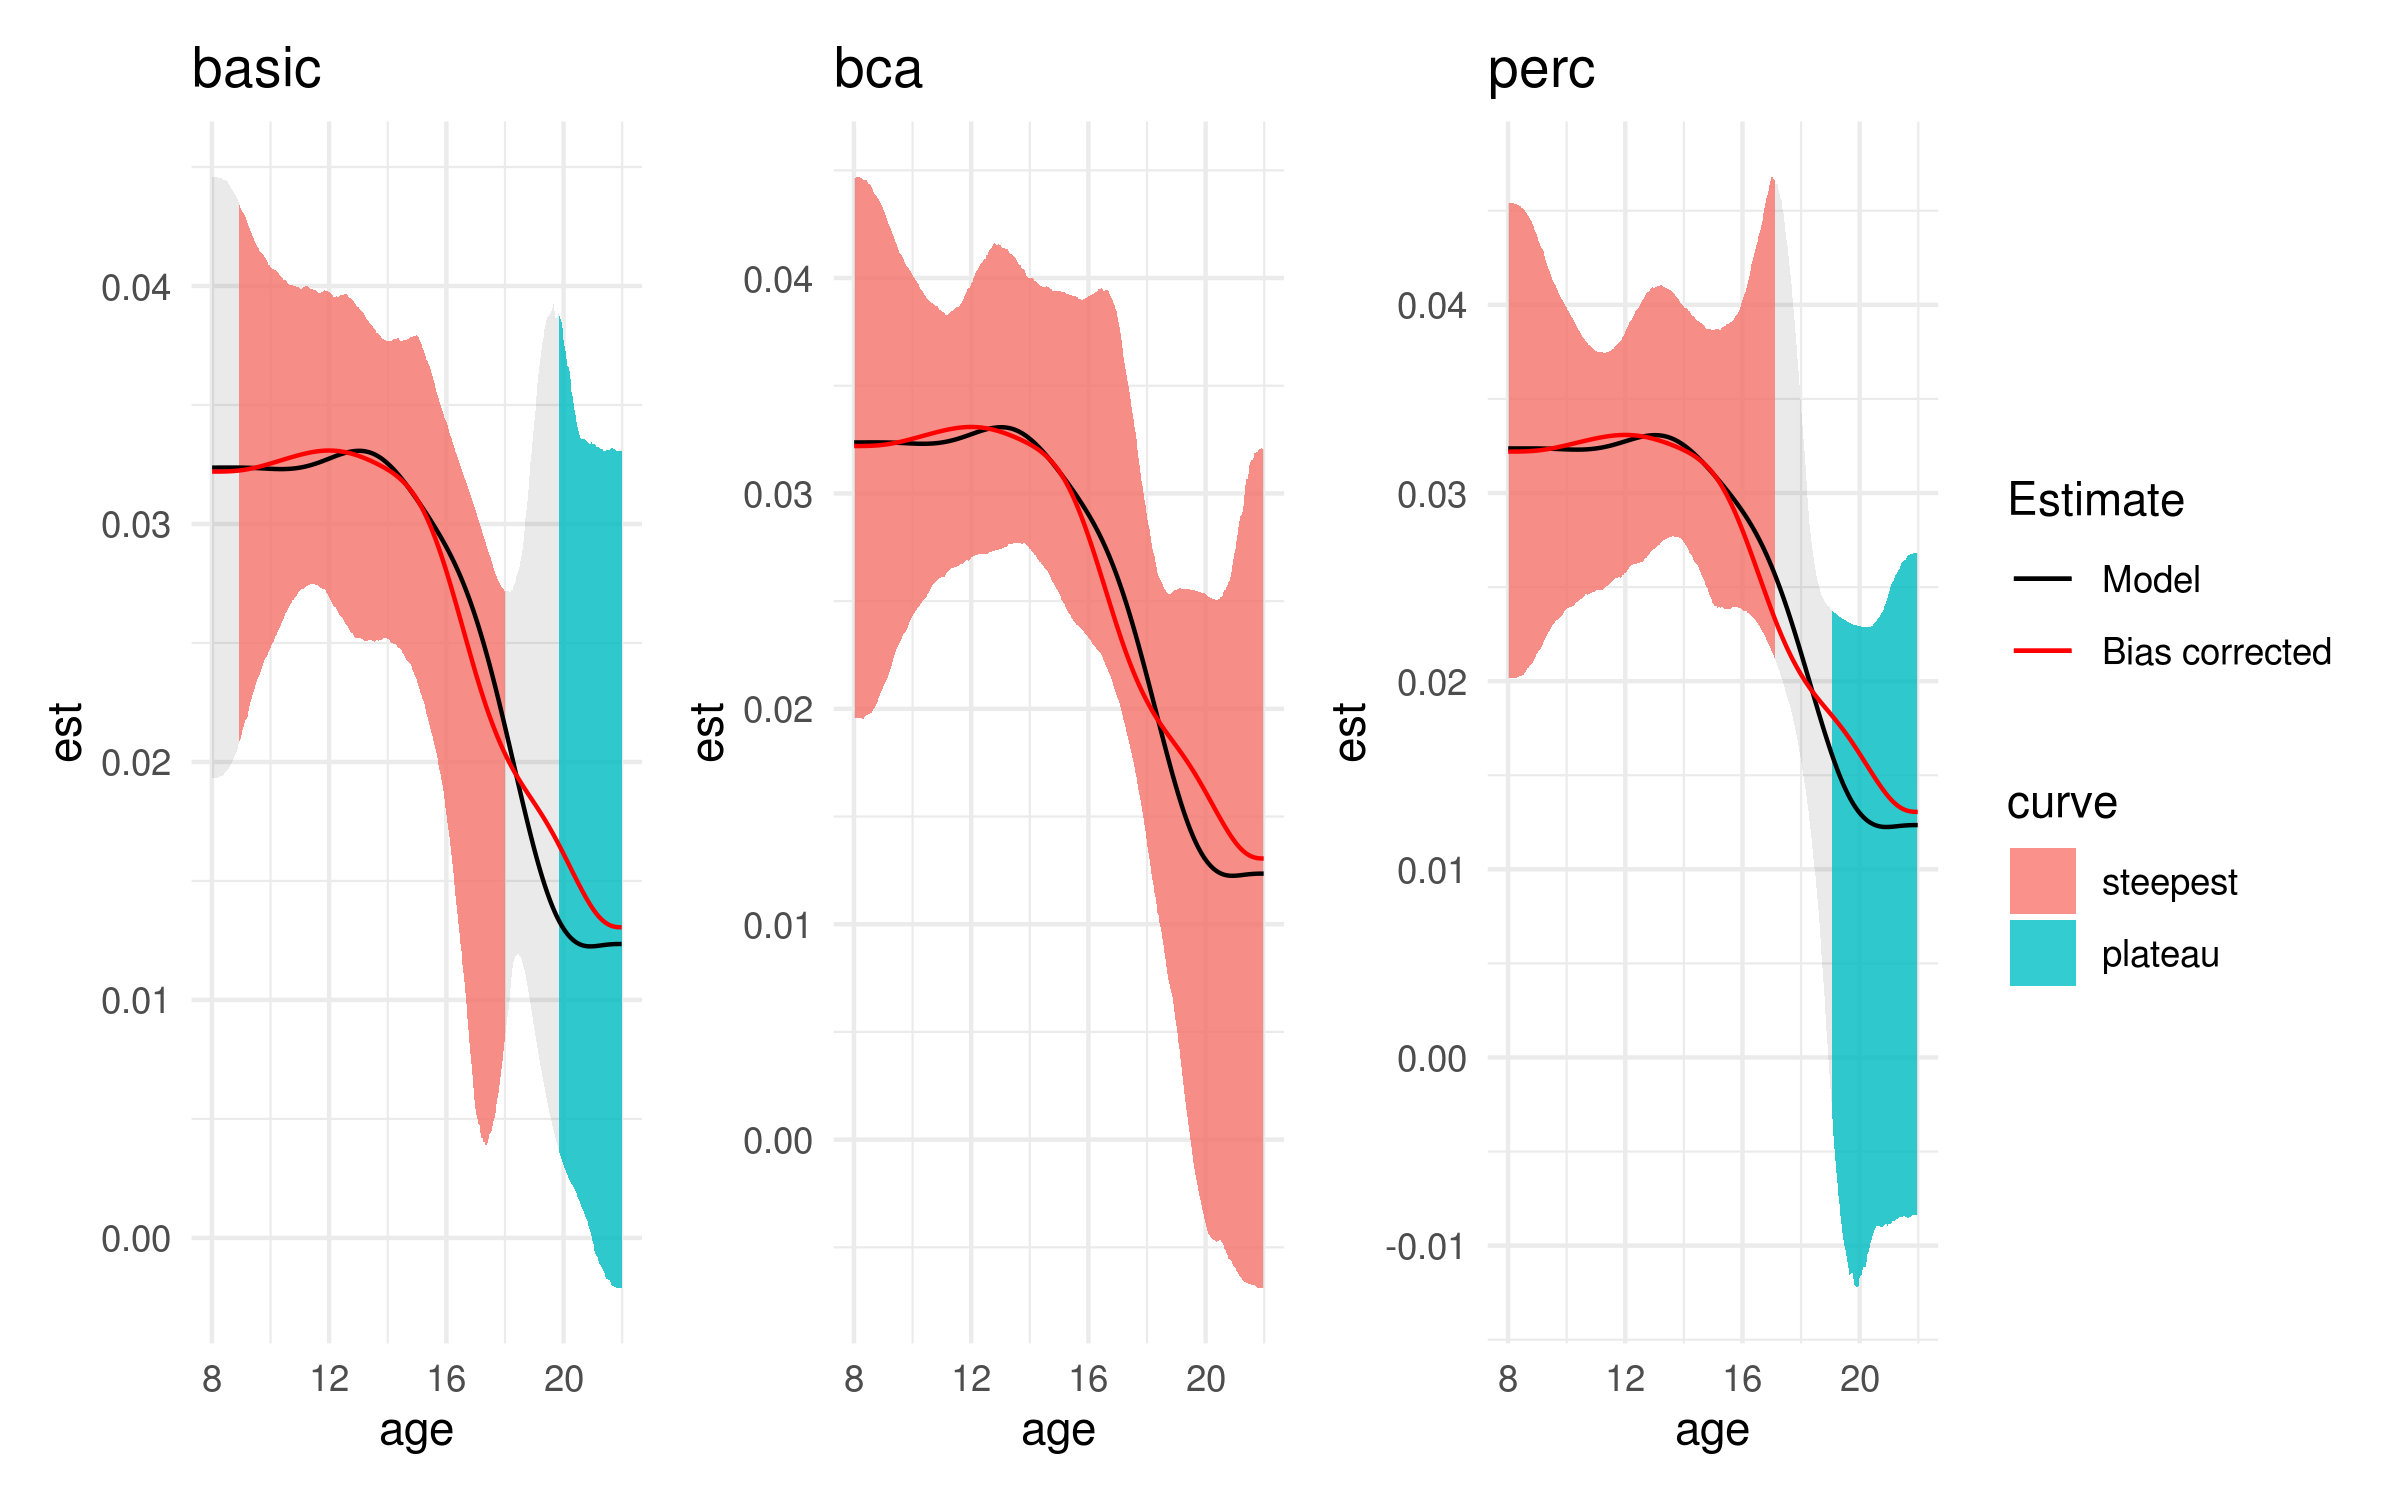 basic
bca
perc
est
0.04
0.03
0.02
0.01
0.00
8 12 16 20
age
est
0.04
0.03
0.02
0.01
0.00
8 12 16 20
age
est
0.04
0.03
0.02
0.01
0.00
-0.01
8 12 16 20
age
Estimate
Model
Bias corrected
curve
steepest
plateau